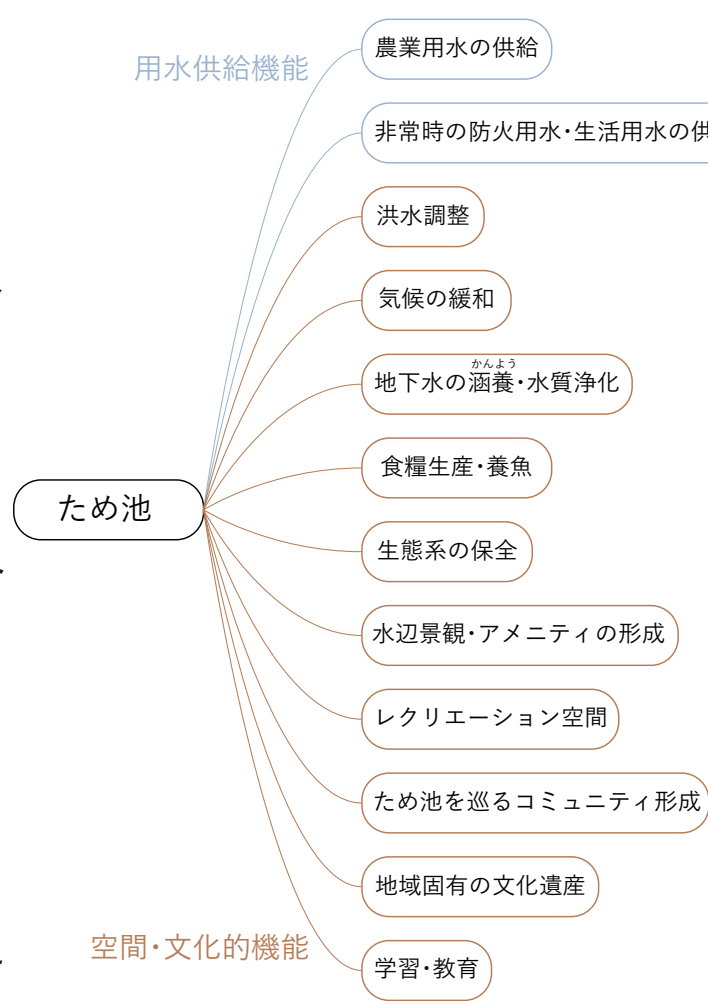 用水供給機能
農業用水の供給
非常時の防火用水・生活用水の供
洪水調整
気候の緩和
かんよう
地下水の涵養・水質浄化
食糧生産・養魚
ため池
生態系の保全
水辺景観・アメニティの形成
レクリエーション空間
ため池を巡るコミュニティ形成
地域固有の文化遺産
空間・文化的機能
学習・教育